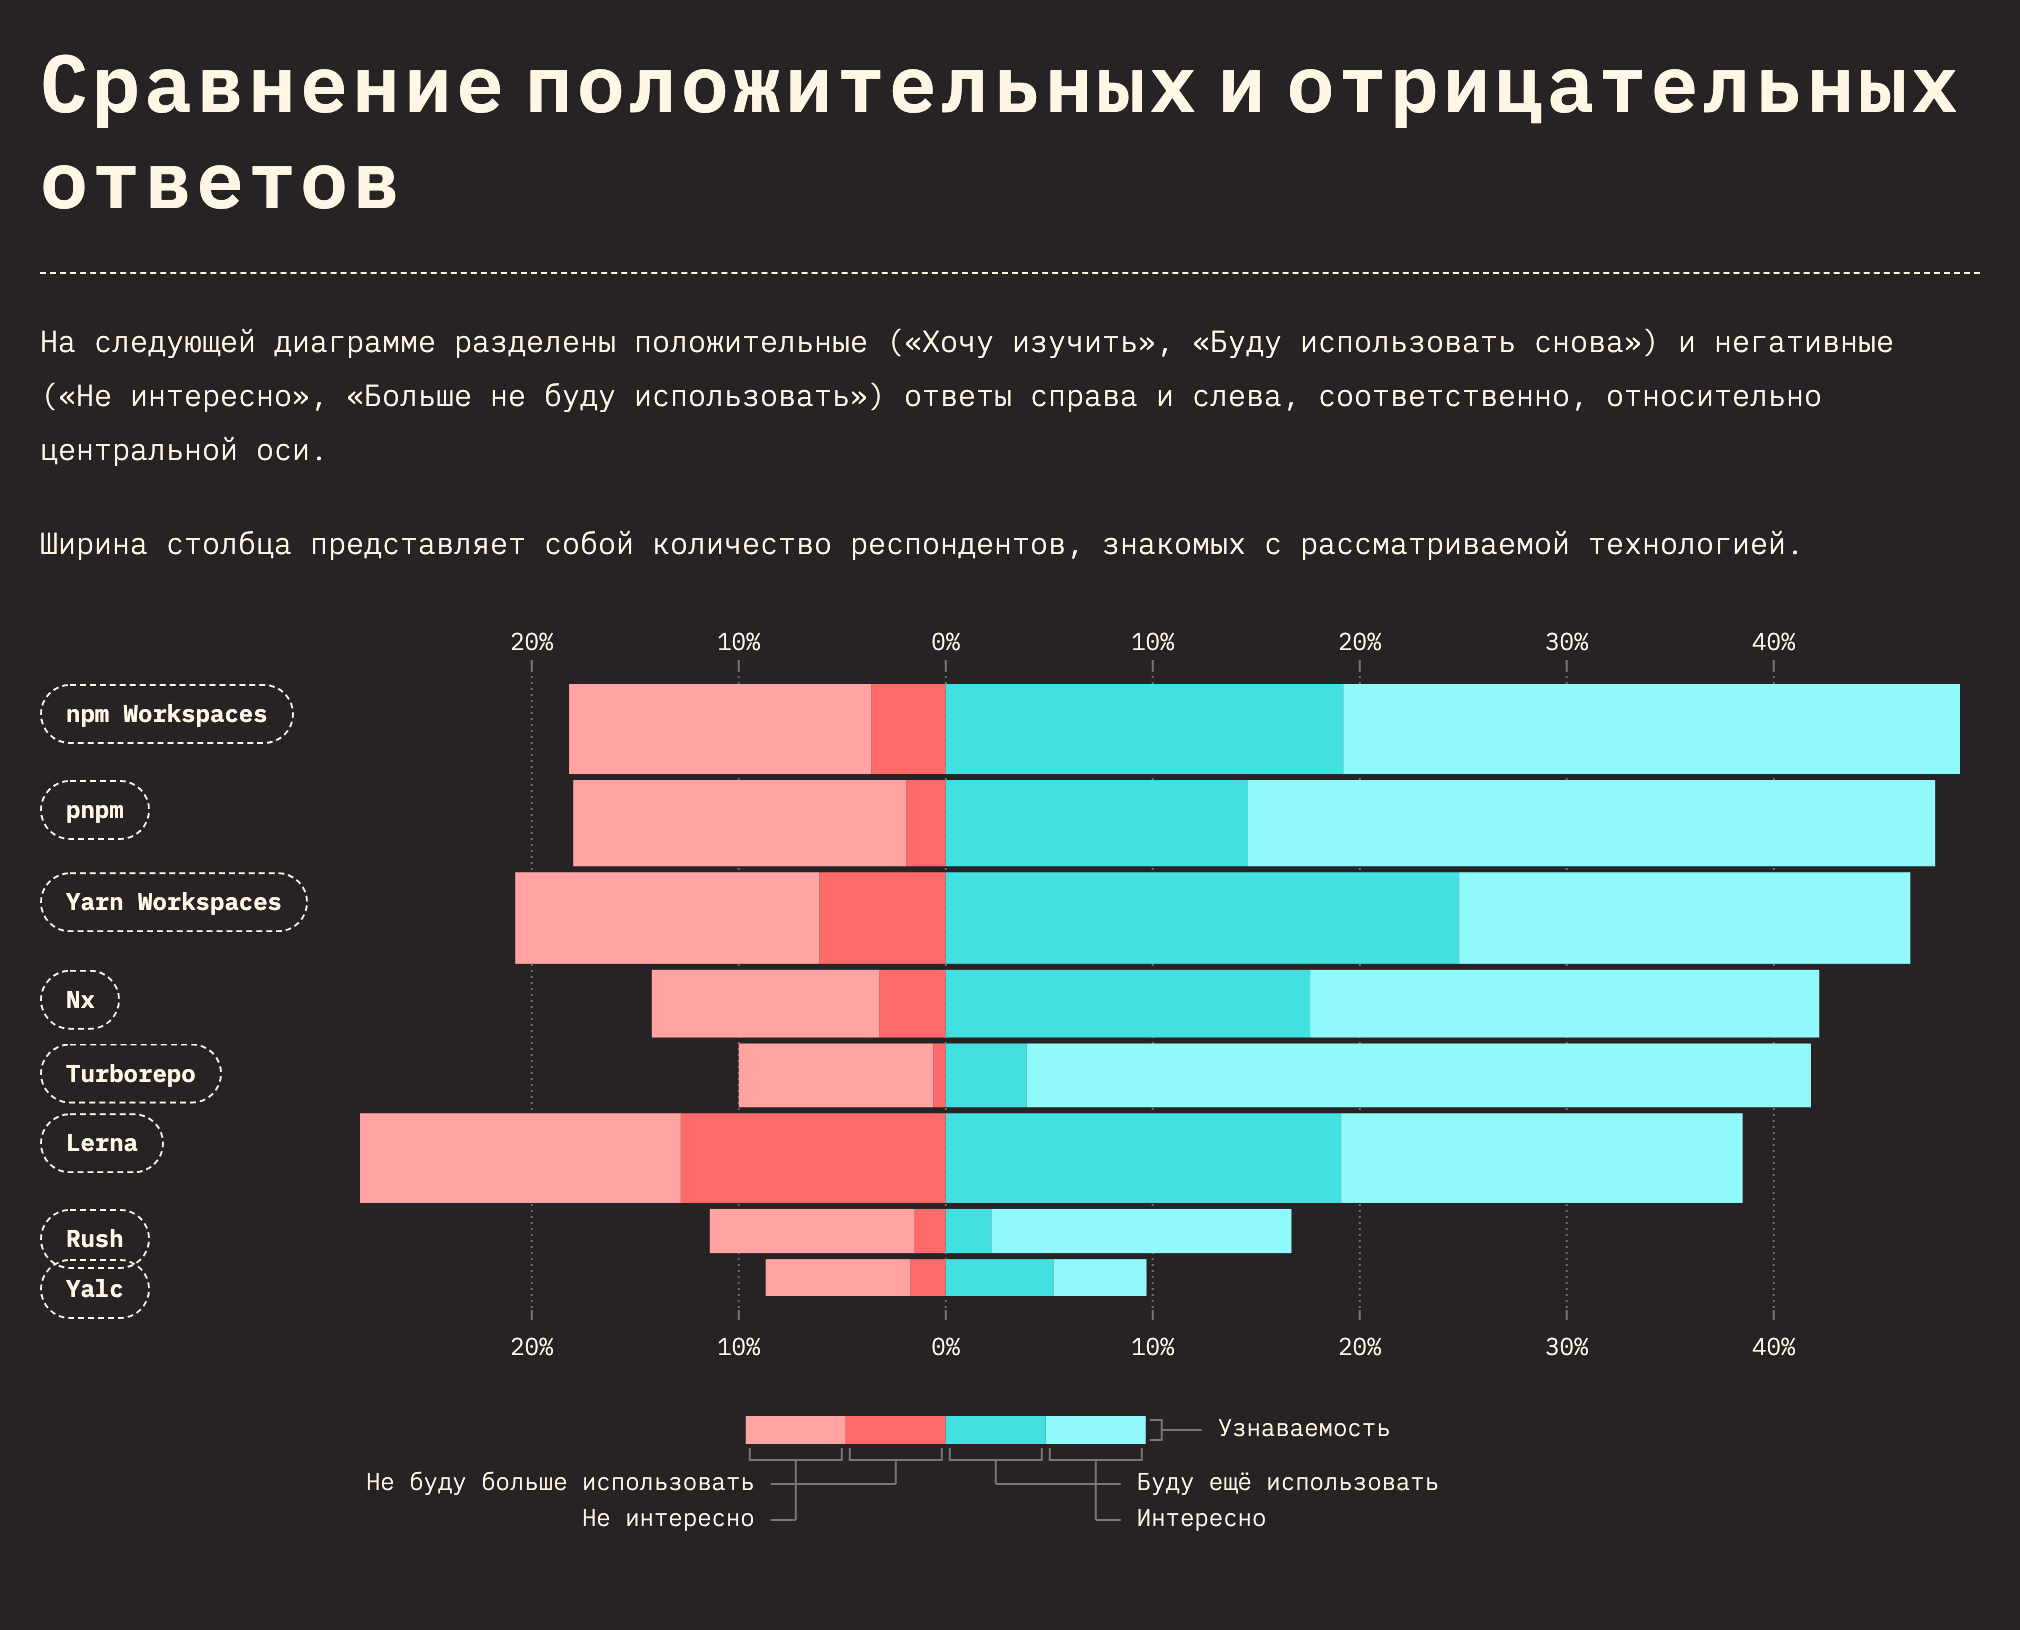 Сравнение положительных и отрицательных
ответов
На следующей диаграмме разделены положительные («Хочу изучить», «Буду использовать снова») и негативные
(«Не интересно», «Больше не буду использовать») ответы справа и слева, соответственно, относительно
центральной оси.
Ширина столбца представляет собой количество респондентов, знакомых с рассматриваемой технологией.
20% 10% 0% 10% 20% 30% 40%
npm Workspaces
pnpm
Yarn Workspaces
Nx
Turborepo
Lerna
Rush
Yalc
20% 10% 0% 10% 20% 30% 40%
Узнаваемость
Не буду больше использовать Буду ещё использовать
Не интересно Интересно